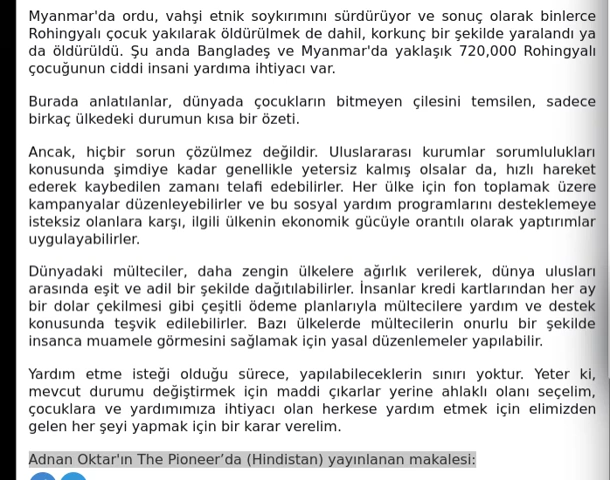 Myanmar'da ordu, vahşi etnik soykırımını sürdürüyor ve sonuç olarak binlerce
Rohingyalı çocuk yakılarak öldürülmek de dahil, korkunç bir şekilde yaralandı ya
da öldürüldü. Şu anda Bangladeş ve Myanmar'da yaklaşık 720,000 Rohingyalı
çocuğunun ciddi insani yardıma ihtiyacı var.
Burada anlatılanlar, dünyada çocukların bitmeyen çilesini temsilen, sadece
birkaç ülkedeki durumun kısa bir özeti.
Ancak, hiçbir sorun çözülmez değildir. Uluslararası kurumlar sorumlulukları
konusunda şimdiye kadar genellikle yetersiz kalmış olsalar da, hızlı hareket
ederek kaybedilen zamanı telafi edebilirler. Her ülke için fon toplamak üzere
kampanyalar düzenleyebilirler ve bu sosyal yardım programlarını desteklemeye
isteksiz olanlara karşı, ilgili ülkenin ekonomik gücüyle orantılı olarak yaptırımlar
uygulayabilirler.
Dünyadaki mülteciler, daha zengin ülkelere ağırlık verilerek, dünya ulusları
arasında eşit ve adil bir şekilde dağıtılabilirler. İnsanlar kredi kartlarından her ay
bir dolar çekilmesi gibi çeşitli ödeme planlarıyla mültecilere yardım ve destek
konusunda teşvik edilebilirler. Bazı ülkelerde mültecilerin onurlu bir şekilde
insanca muamele görmesini sağlamak için yasal düzenlemeler yapılabilir.
Yardım etme isteği olduğu sürece, yapılabileceklerin sınırı yoktur. Yeter ki,
mevcut durumu değiştirmek için maddi çıkarlar yerine ahlaklı olanı seçelim,
çocuklara ve yardımımıza ihtiyacı olan herkese yardım etmek için elimizden
gelen her şeyi yapmak için bir karar verelim.
Adnan Oktar'ın The Pioneer’da (Hindistan) yayınlanan makalesi: